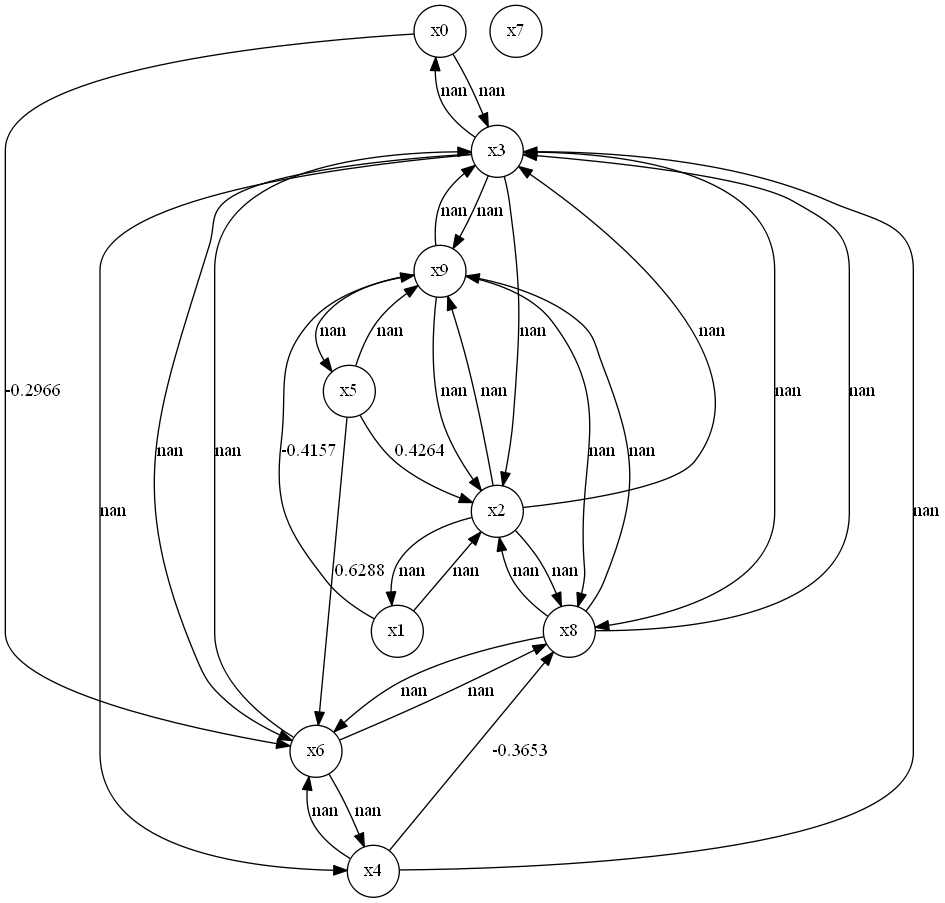 x0 x7
nan nan
x3
nan nan
x9
nan nan nan nan
-0.2966 x5 nan nan nan nan
nan nan -0.4157 0.4264 nan nan
nan x2 nan
0.6288 nan nan nan nan
x1 x8
nan nan
x6 -0.3653
nan nan
x4